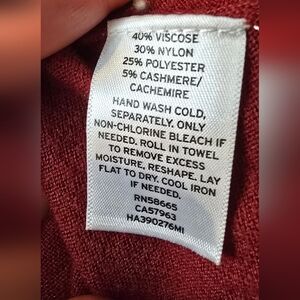 40% VISCOSE
30% NYLON
25% POLYESTER
5% CASHMERE/
CACHEMIRE
HAND WASH COLD,
SEPARATELY. ONLY
NON-CHLORINE BLEACH IF
NEEDED. ROLL IN TOWEL
TO REMOVE EXCESS
MOISTURE, RESHAPE. LAY
FLAT TO DRY. COOL IRON
IF NEEDED.
RN58665
CA57963
HA390276MI